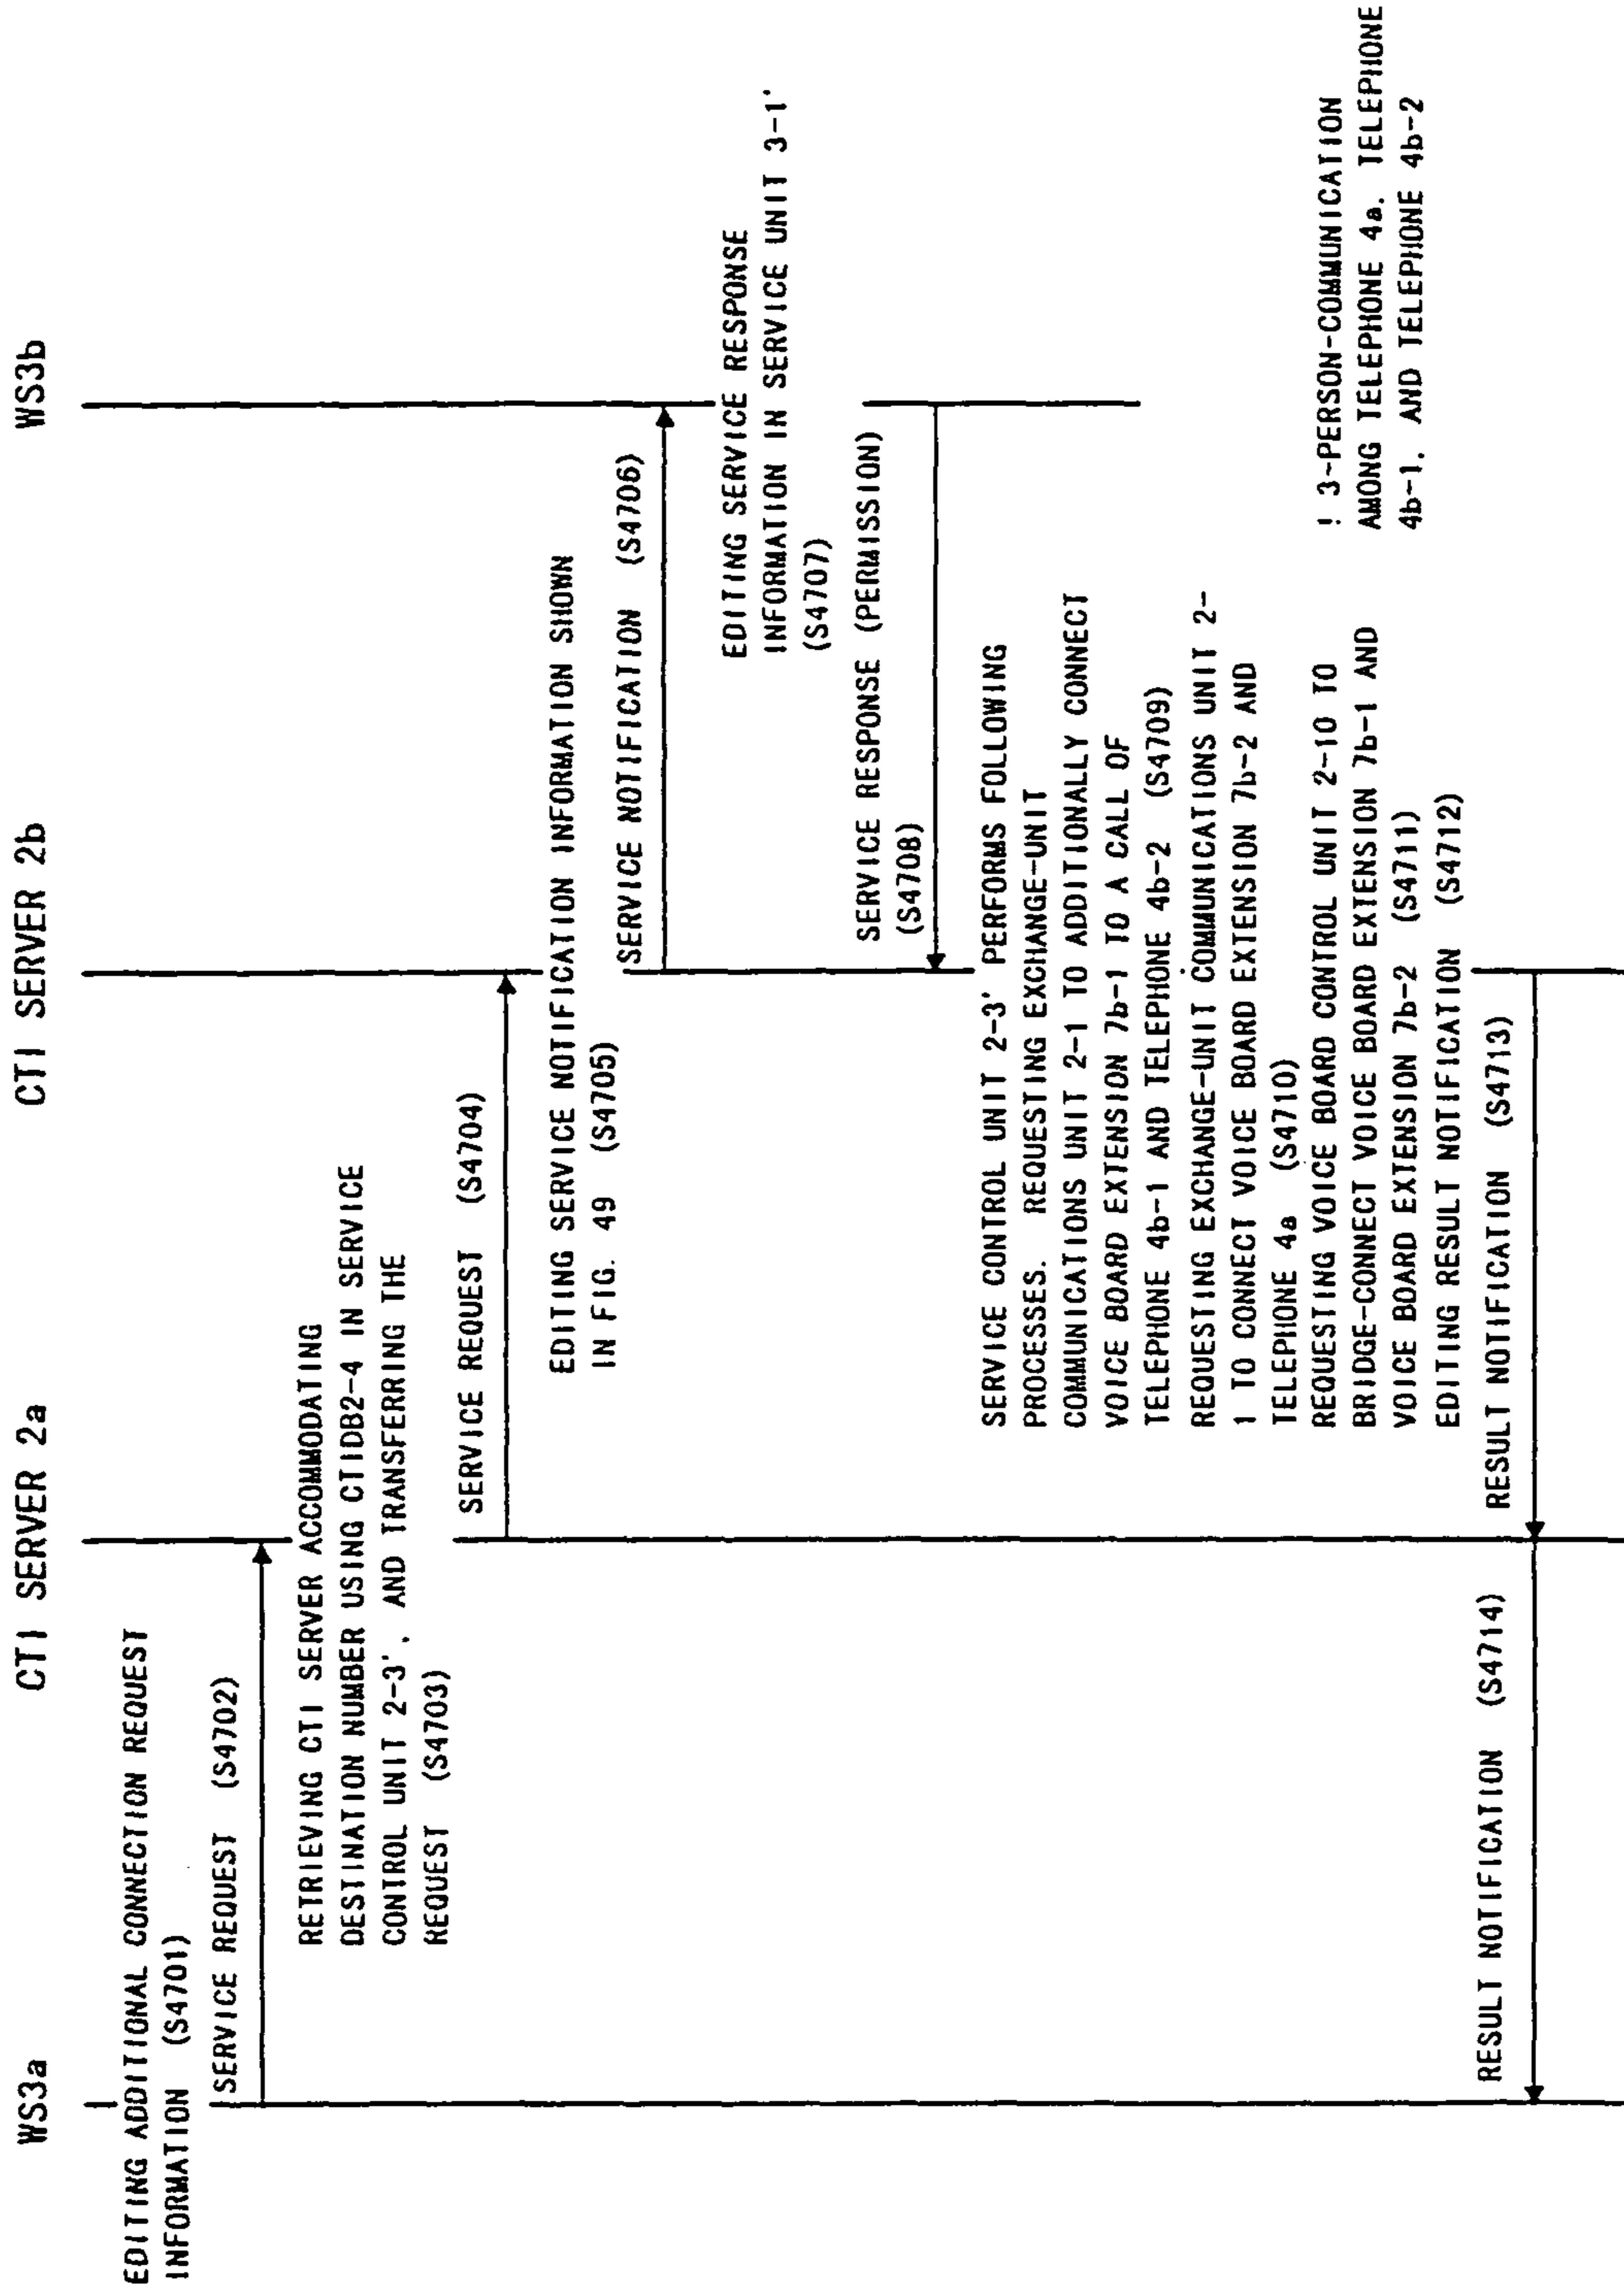 WS3a
CTI SERVER 2a
CTI SERVER 2b
WS3b
EDITING ADDITIONAL CONNECTION REQUEST
INFORMATION (S4701)
SERVICE REQUEST (S4702)
RETRIEVING CTI SERVER ACCOMMODATING
DESTINATION NUMBER USING CTIDB2-4 IN SERVICE
CONTROL UNIT 2-3', AND TRANSFERRING THE
REQUEST (S4703)
SERVICE REQUEST (S4704)
EDITING SERVICE NOTIFICATION INFORMATION SHOWN
IN FIG. 49 (S4705)
SERVICE NOTIFICATION (S4706)
EDITING SERVICE RESPONSE
INFORMATION IN SERVICE UNIT 3-1'
(S4707)
SERVICE RESPONSE (PERMISSION)
(S4708)
SERVICE CONTROL UNIT 2-3' PERFORMS FOLLOWING
PROCESSES. REQUESTING EXCHANGE-UNIT
COMMUNICATIONS UNIT 2-1 TO ADDITIONALLY CONNECT
VOICE BOARD EXTENSION 7b-1 TO A CALL OF
TELEPHONE 4b-1 AND TELEPHONE 4b-2 (S4709)
REQUESTING EXCHANGE-UNIT COMMUNICATIONS UNIT 2-
1 TO CONNECT VOICE BOARD EXTENSION 7b-2 AND
TELEPHONE 4a (S4710)
REQUESTING VOICE BOARD CONTROL UNIT 2-10 TO
BRIDGE-CONNECT VOICE BOARD EXTENSION 7b-1 AND
VOICE BOARD EXTENSION 7b-2 (S4711)
EDITING RESULT NOTIFICATION (S4712)
! 3-PERSON-COMMUNICATION
AMONG TELEPHONE 4a, TELEPHONE
4b-1, AND TELEPHONE 4b-2
RESULT NOTIFICATION (S4713)
RESULT NOTIFICATION (S4714)